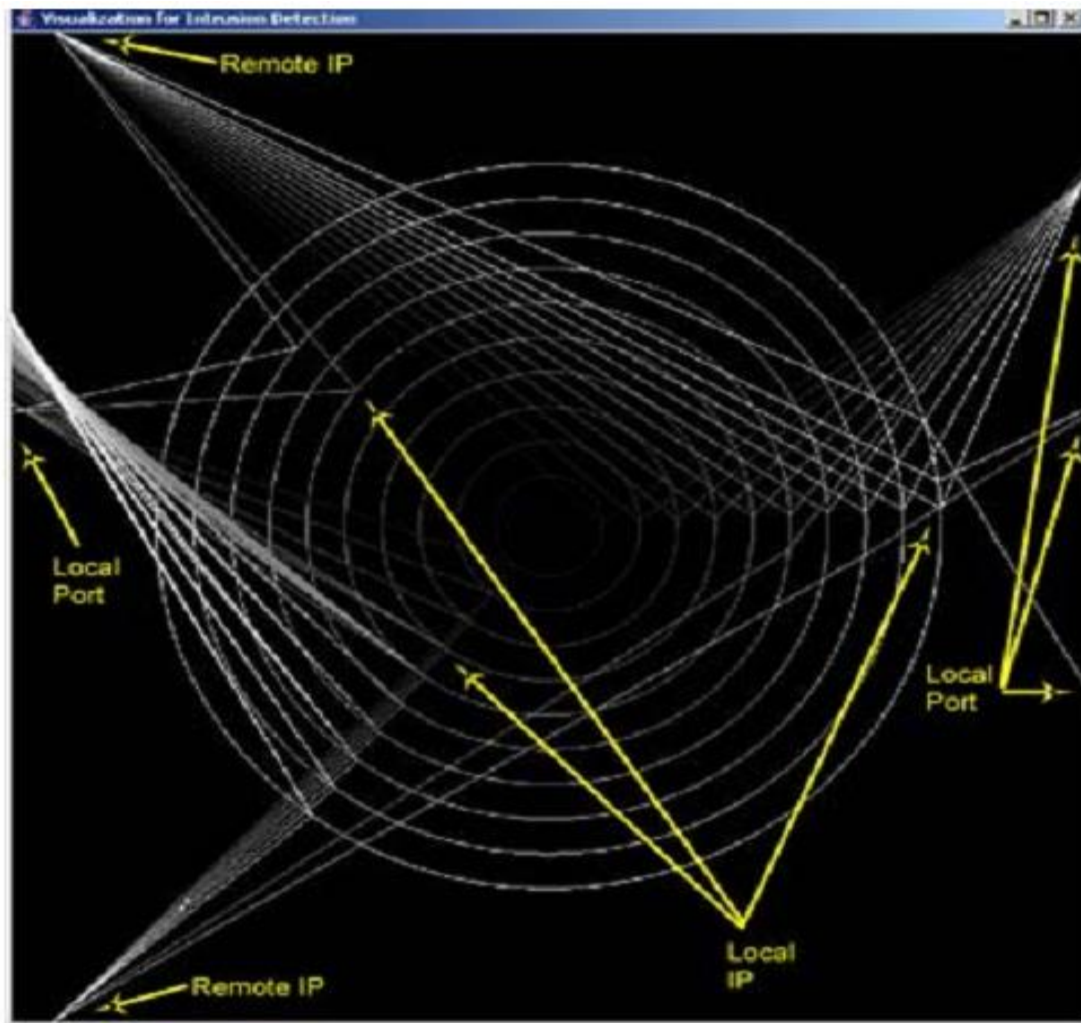 Visualization for Intrusion Detection
Remote IP
Local
Port
Local
Port
Local
IP
Remote IP